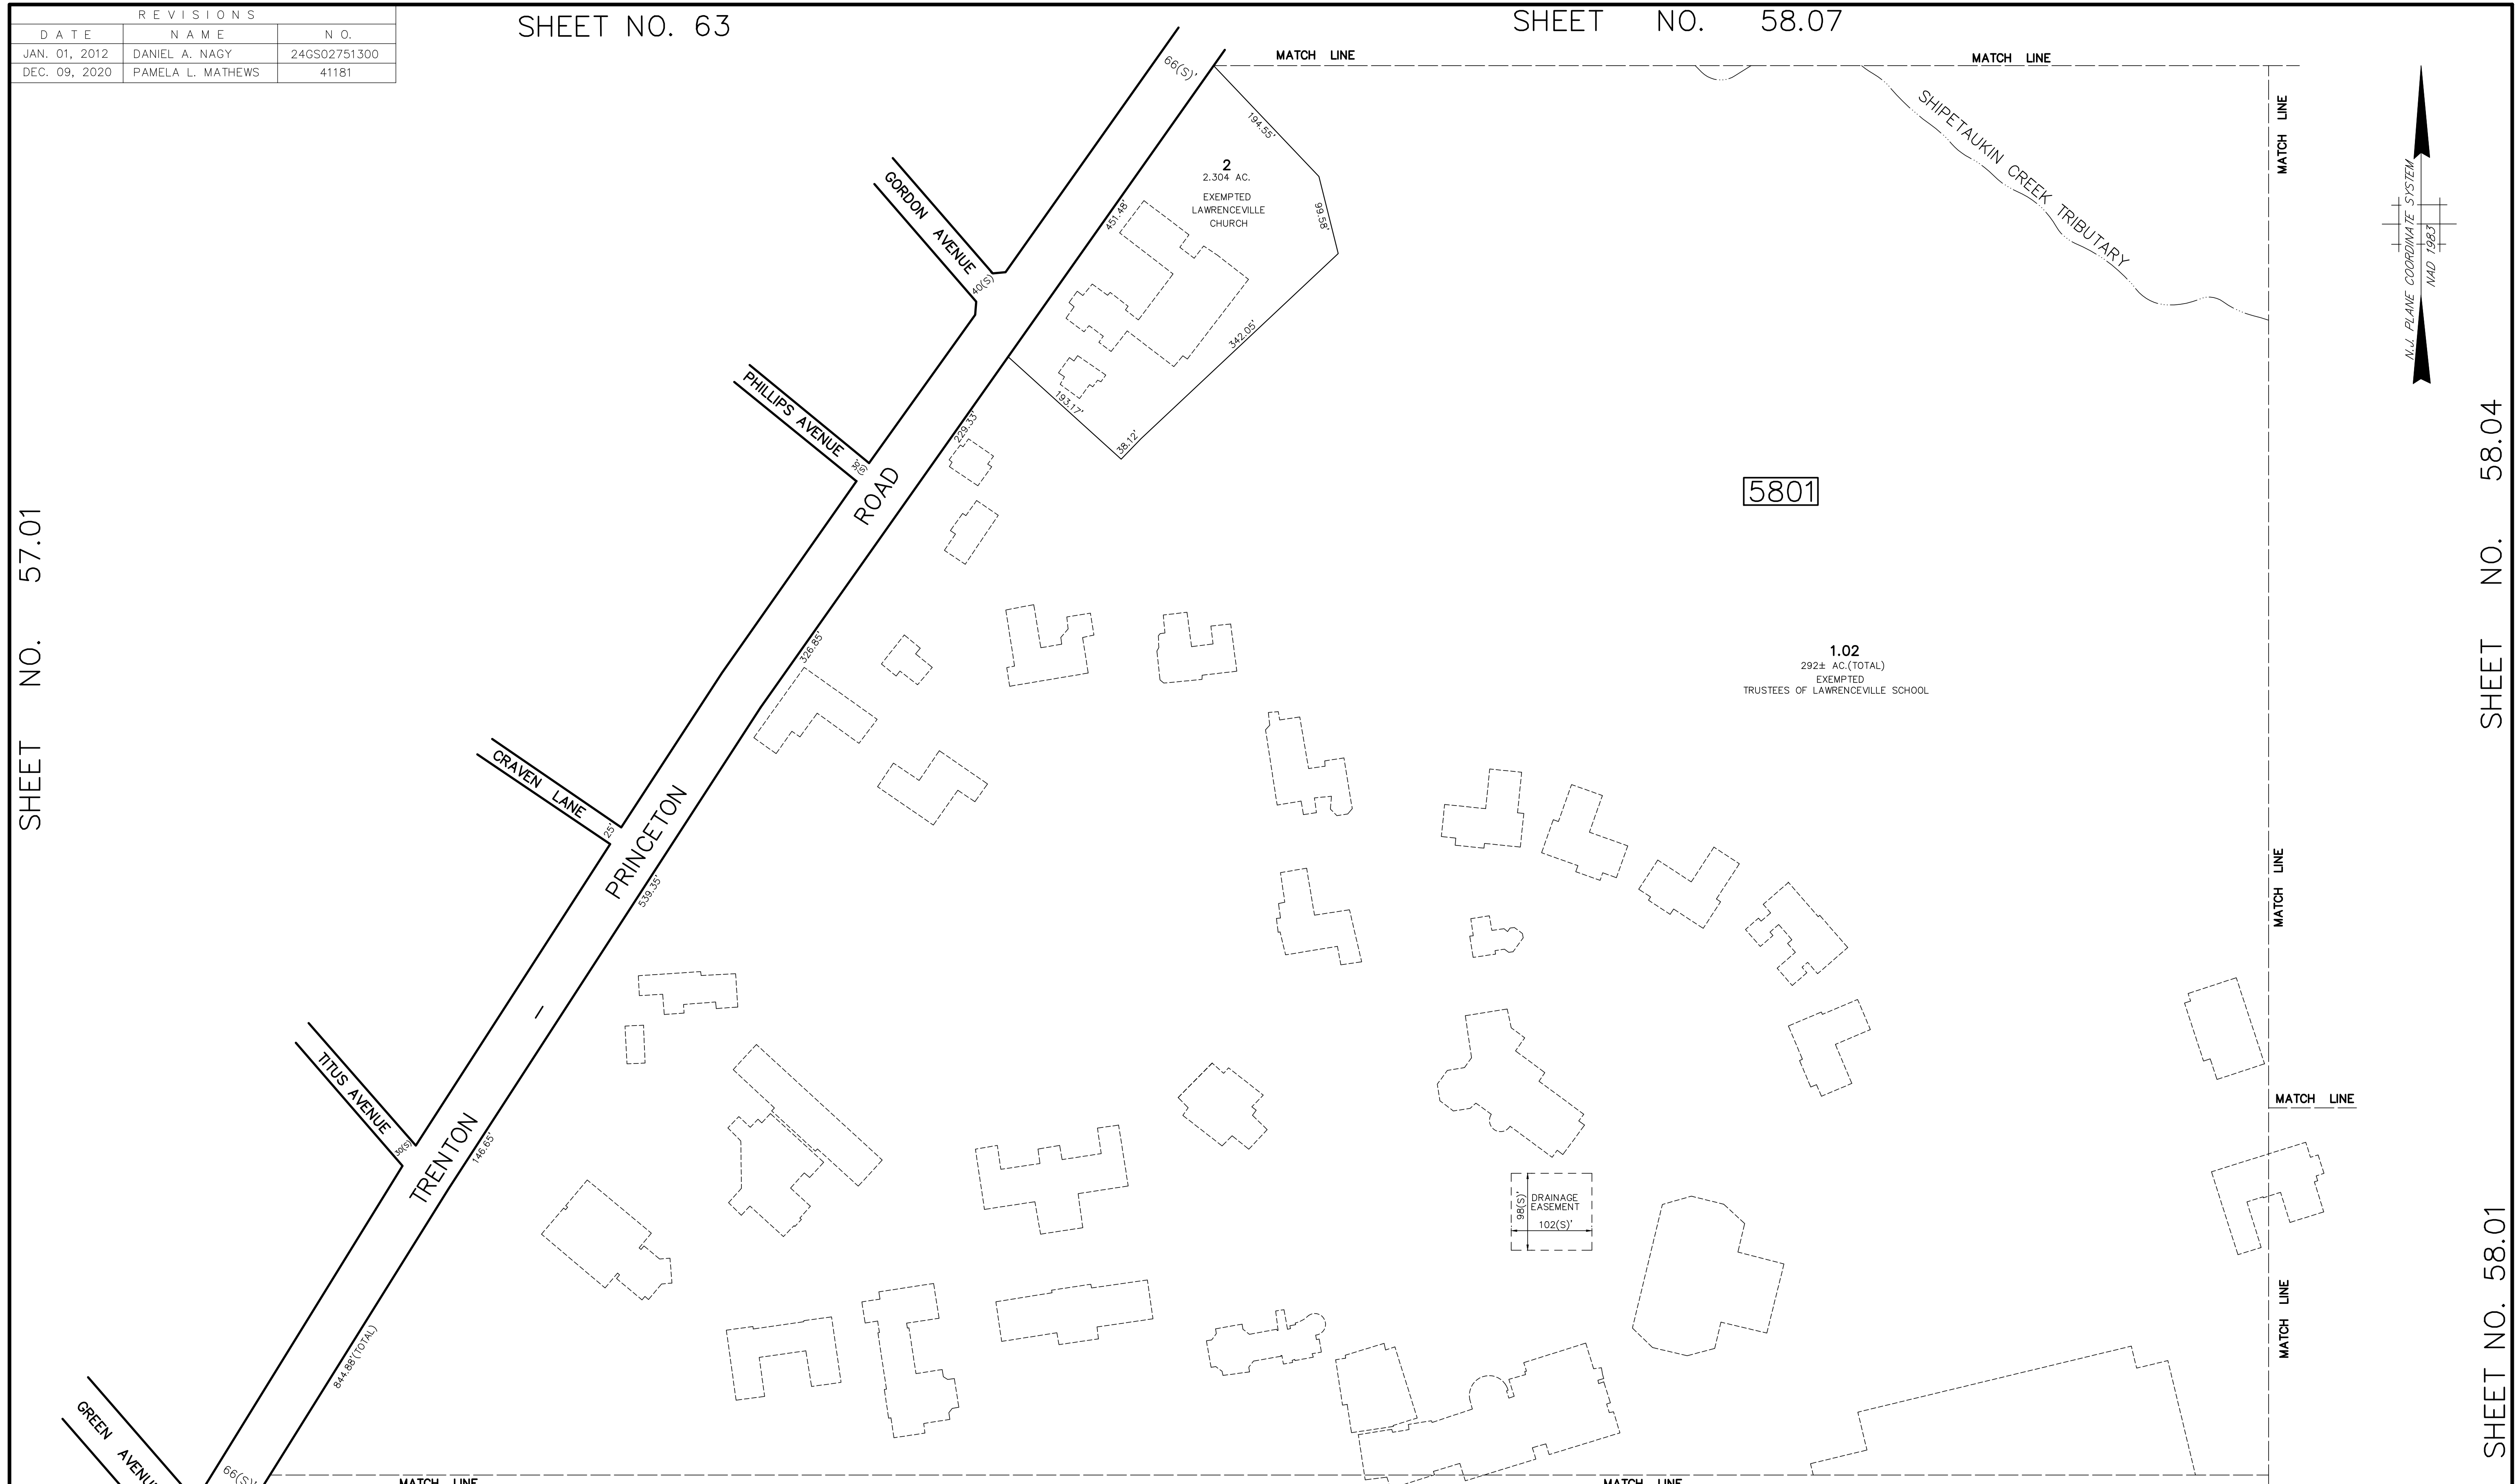 REVISIONS
DATE NAME NO.
JAN. 01, 2012 DANIEL A. NAGY 24GS02751300
DEC. 09, 2020 PAMELA L. MATHEWS 41181
SHEET NO. 63
SHEET NO. 58.07
MATCH LINE
MATCH LINE
MATCH LINE
66(S)'
194.55'
SHIPETAUKIN CREEK TRIBUTARY
N.J. PLANE COORDINATE SYSTEM
NAD 1983
2
2.304 AC.
EXEMPTED
LAWRENCEVILLE
CHURCH
99.58'
451.48'
GORDON AVENUE
40(S)'
342.05'
193.17'
38.12'
PHILLIPS AVENUE
30'(S)
229.33'
SHEET NO. 57.01
SHEET NO. 58.04
5801
1.02
292± AC.(TOTAL)
EXEMPTED
TRUSTEES OF LAWRENCEVILLE SCHOOL
326.85'
CRAVEN LANE
25'
539.35'
TRENTON - PRINCETON ROAD
MATCH LINE
MATCH LINE
TITUS AVENUE
30(S)'
146.65'
DRAINAGE
EASEMENT
98(S)'
102(S)'
SHEET NO. 58.01
MATCH LINE
844.88'(TOTAL)
GREEN AVENUE
66(S)'
MATCH LINE
MATCH LINE